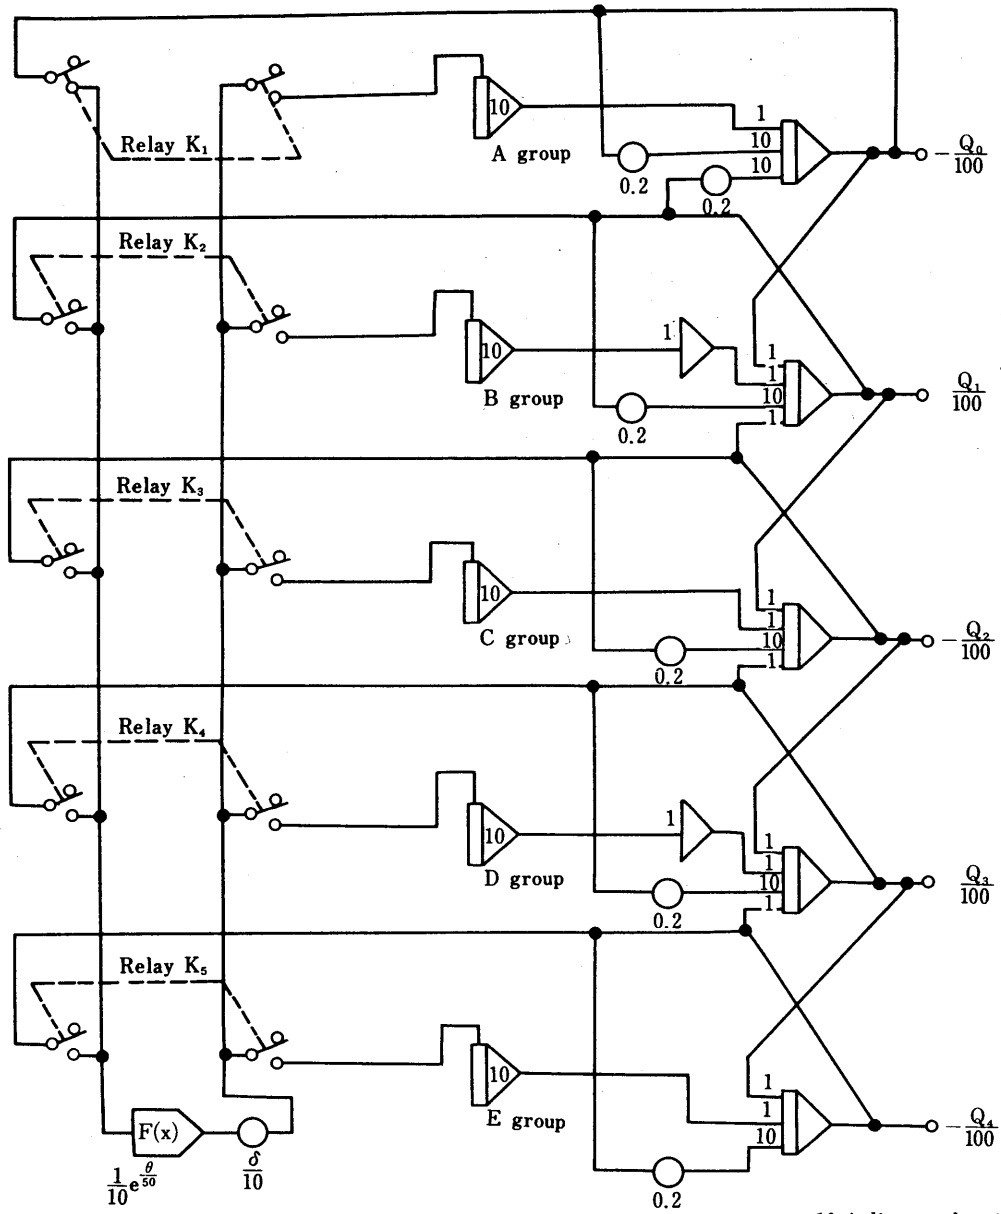 Relay K₁
10
A group
1
10
10
0.2
0.2
-Q₀/100
Relay K₂
10
B group
1
1
1
10
1
0.2
Q₁/100
Relay K₃
10
C group
1
1
10
1
0.2
-Q₂/100
Relay K₄
10
D group
1
1
1
10
1
0.2
Q₃/100
Relay K₅
10
E group
1
1
10
0.2
-Q₄/100
F(x)
1/10 e^θ/50
δ/10